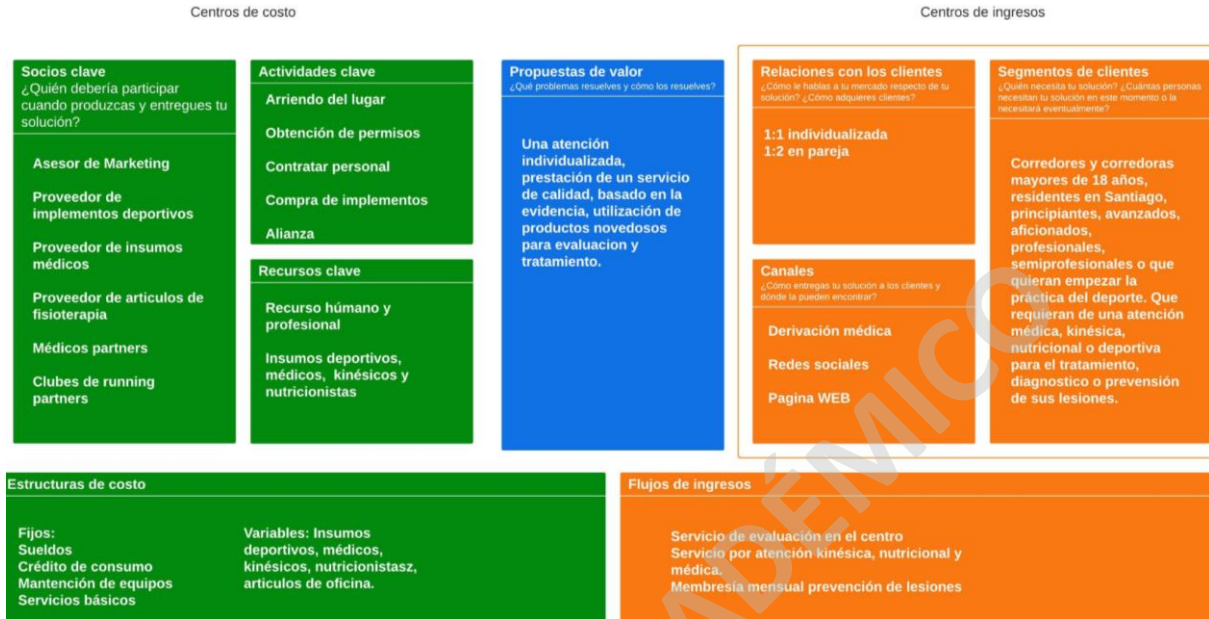 Centros de costo
Centros de ingresos
Socios clave
¿Quién debería participar
cuando produzcas y entregues tu
solución?
Asesor de Marketing
Proveedor de
implementos deportivos
Proveedor de insumos
médicos
Proveedor de articulos de
fisioterapia
Médicos partners
Clubes de running
partners
Actividades clave
Arriendo del lugar
Obtención de permisos
Contratar personal
Compra de implementos
Alianza
Recursos clave
Recurso húmano y
profesional
Insumos deportivos,
médicos, kinésicos y
nutricionistas
Propuestas de valor
¿Qué problemas resuelves y cómo los resuelves?
Una atención
individualizada,
prestación de un servicio
de calidad, basado en la
evidencia, utilización de
productos novedosos
para evaluacion y
tratamiento.
Relaciones con los clientes
¿Cómo le hablas a tu mercado respecto de tu
solución? ¿Cómo adquieres clientes?
1:1 individualizada
1:2 en pareja
Canales
¿Cómo entregas tu solución a los clientes y
dónde la pueden encontrar?
Derivación médica
Redes sociales
Pagina WEB
Segmentos de clientes
¿Quién necesita tu solución? ¿Cuántas personas
necesitan tu solución en este momento o la
necesitará eventualmente?
Corredores y corredoras
mayores de 18 años,
residentes en Santiago,
principiantes, avanzados,
aficionados,
profesionales,
semiprofesionales o que
quieran empezar la
práctica del deporte. Que
requieran de una atención
médica, kinésica,
nutricional o deportiva
para el tratamiento,
diagnostico o prevención
de sus lesiones.
Estructuras de costo
Fijos:
Sueldos
Crédito de consumo
Mantención de equipos
Servicios básicos
Variables: Insumos
deportivos, médicos,
kinésicos, nutricionistasz,
articulos de oficina.
Flujos de ingresos
Servicio de evaluación en el centro
Servicio por atención kinésica, nutricional y
médica.
Membresía mensual prevención de lesiones
ADÉMICO